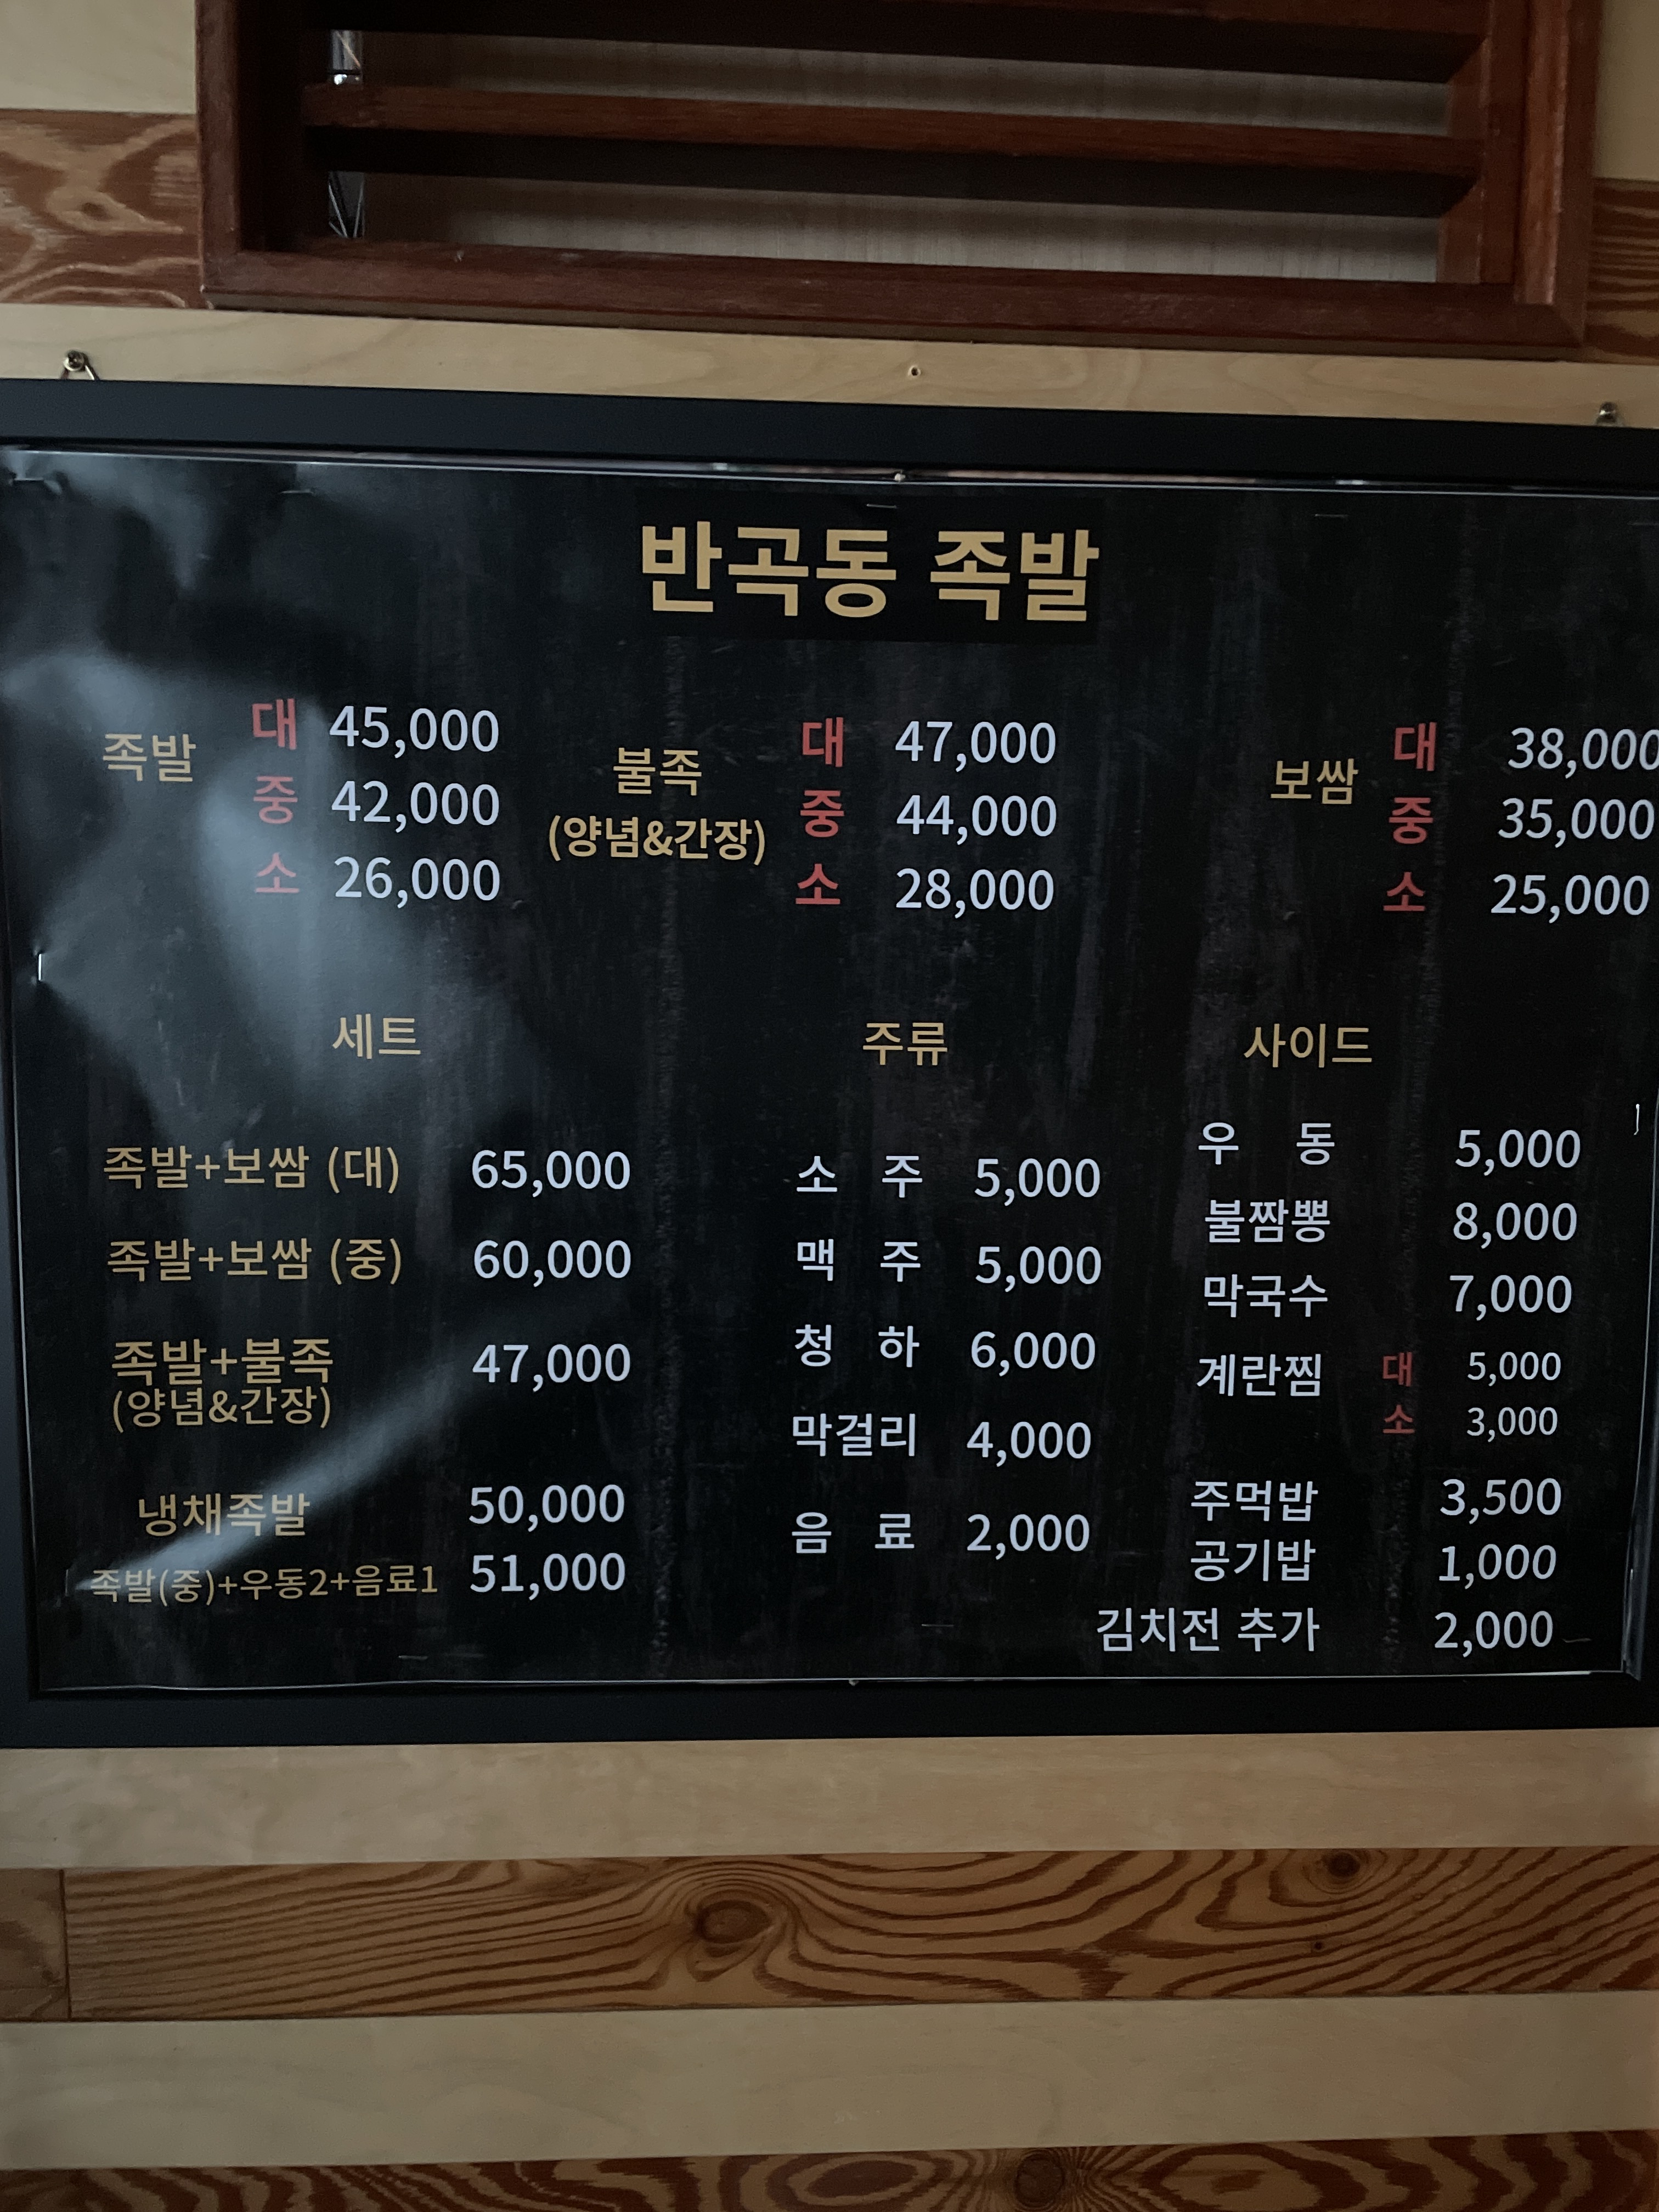 반곡동 족발
족발 대 45,000
중 42,000
소 26,000
불족 (양념&간장) 대 47,000
중 44,000
소 28,000
보쌈 대 38,000
중 35,000
소 25,000
세트
족발+보쌈 (대) 65,000
족발+보쌈 (중) 60,000
족발+불족 47,000
(양념&간장)
냉채족발 50,000
족발(중)+우동2+음료1 51,000
주류
소 주 5,000
맥 주 5,000
청 하 6,000
막걸리 4,000
음 료 2,000
사이드
우 동 5,000
불짬뽕 8,000
막국수 7,000
계란찜 대 5,000
소 3,000
주먹밥 3,500
공기밥 1,000
김치전 추가 2,000